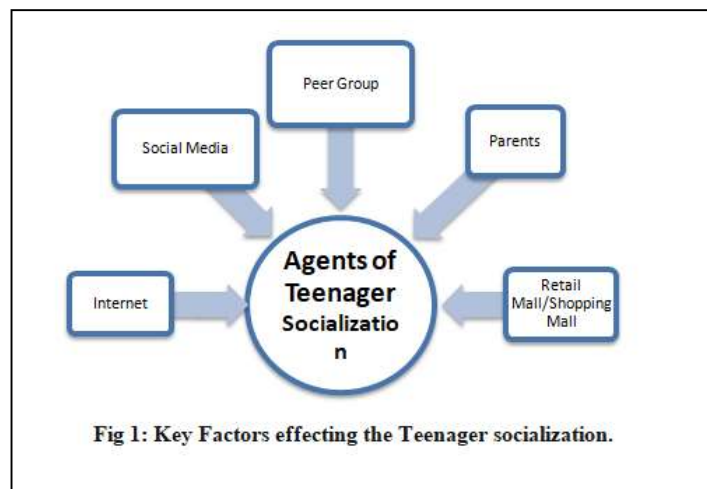 Peer Group
Social Media
Parents
Agents of
Teenager
Socializatio
n
Internet
Retail
Mall/Shopping
Mall
Fig 1: Key Factors effecting the Teenager socialization.